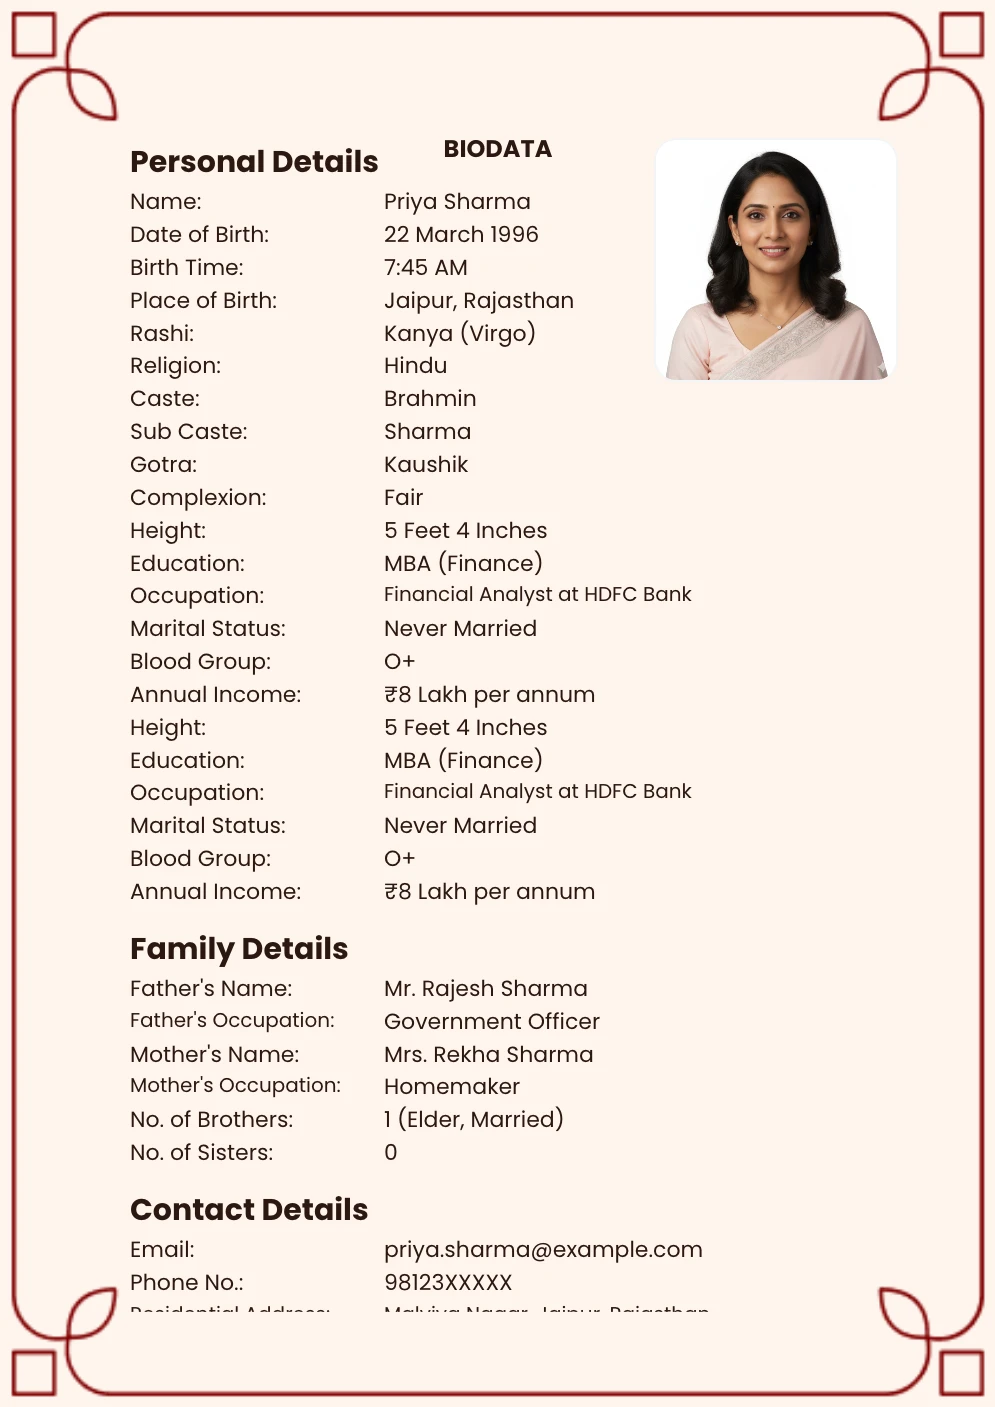 BIODATA
Personal Details
Name: Priya Sharma
Date of Birth: 22 March 1996
Birth Time: 7:45 AM
Place of Birth: Jaipur, Rajasthan
Rashi: Kanya (Virgo)
Religion: Hindu
Caste: Brahmin
Sub Caste: Sharma
Gotra: Kaushik
Complexion: Fair
Height: 5 Feet 4 Inches
Education: MBA (Finance)
Occupation: Financial Analyst at HDFC Bank
Marital Status: Never Married
Blood Group: O+
Annual Income: ₹8 Lakh per annum
Height: 5 Feet 4 Inches
Education: MBA (Finance)
Occupation: Financial Analyst at HDFC Bank
Marital Status: Never Married
Blood Group: O+
Annual Income: ₹8 Lakh per annum
Family Details
Father's Name: Mr. Rajesh Sharma
Father's Occupation: Government Officer
Mother's Name: Mrs. Rekha Sharma
Mother's Occupation: Homemaker
No. of Brothers: 1 (Elder, Married)
No. of Sisters: 0
Contact Details
Email: priya.sharma@example.com
Phone No.: 98123XXXXX
Residential Address: Malviya Nagar, Jaipur, Rajasthan